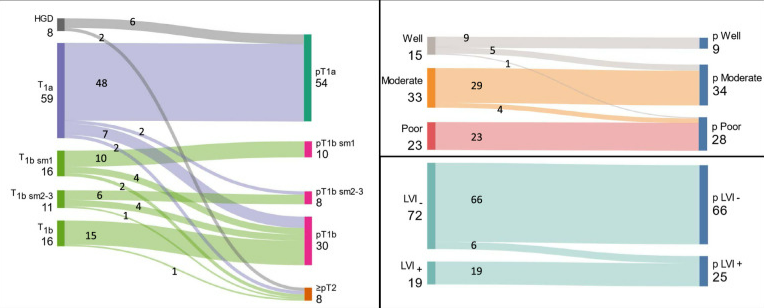 HGD
8
6
2
T1a
59
48
2
7
2
T1b sm1
16
10
4
2
T1b sm2-3
11
6
4
1
T1b
16
15
1
pT1a
54
pT1b sm1
10
pT1b sm2-3
8
pT1b
30
≥pT2
8
Well
15
9
5
1
Moderate
33
29
4
Poor
23
23
p Well
9
p Moderate
34
p Poor
28
LVI -
72
66
6
LVI +
19
19
p LVI -
66
p LVI +
25